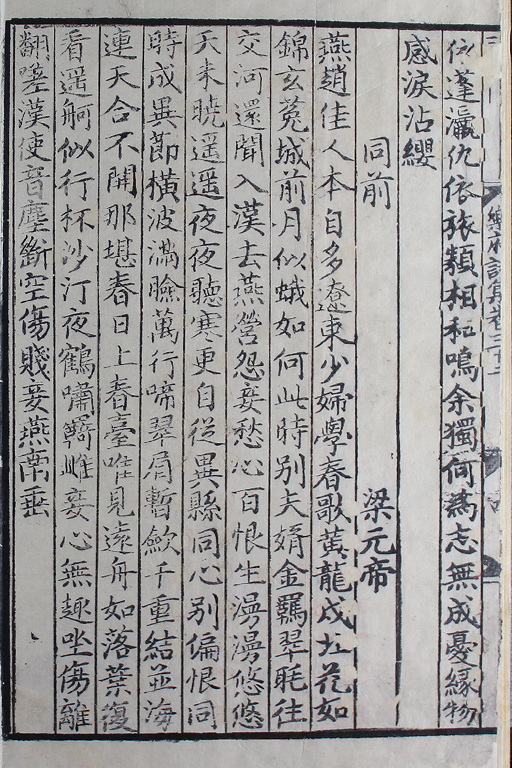 依蓬瀛仇依旅類相和鳴余獨何為志無成憂緣物
感淚沾纓
同前　梁元帝
燕趙佳人本自多遼東少婦學春歌黃龍戍北花如
錦玄菟城前月似蛾如何此時別夫婿金羈翠眊往
交河還聞入漢去燕營怨妾愁心百恨生漫漫悠悠
天未曉遥遥夜夜聽寒更自從異縣同心別偏恨同
時成異節橫波滿臉萬行啼翠眉暫歛千重結並海
連天合不開那堪春日上春臺唯見遠舟如落葉復
看遥舸似行杯沙汀夜鶴嘯羇雌妾心無趣坐傷離
翻嗟漢使音塵斷空傷賤妾燕南垂
樂府詩集卷三十二